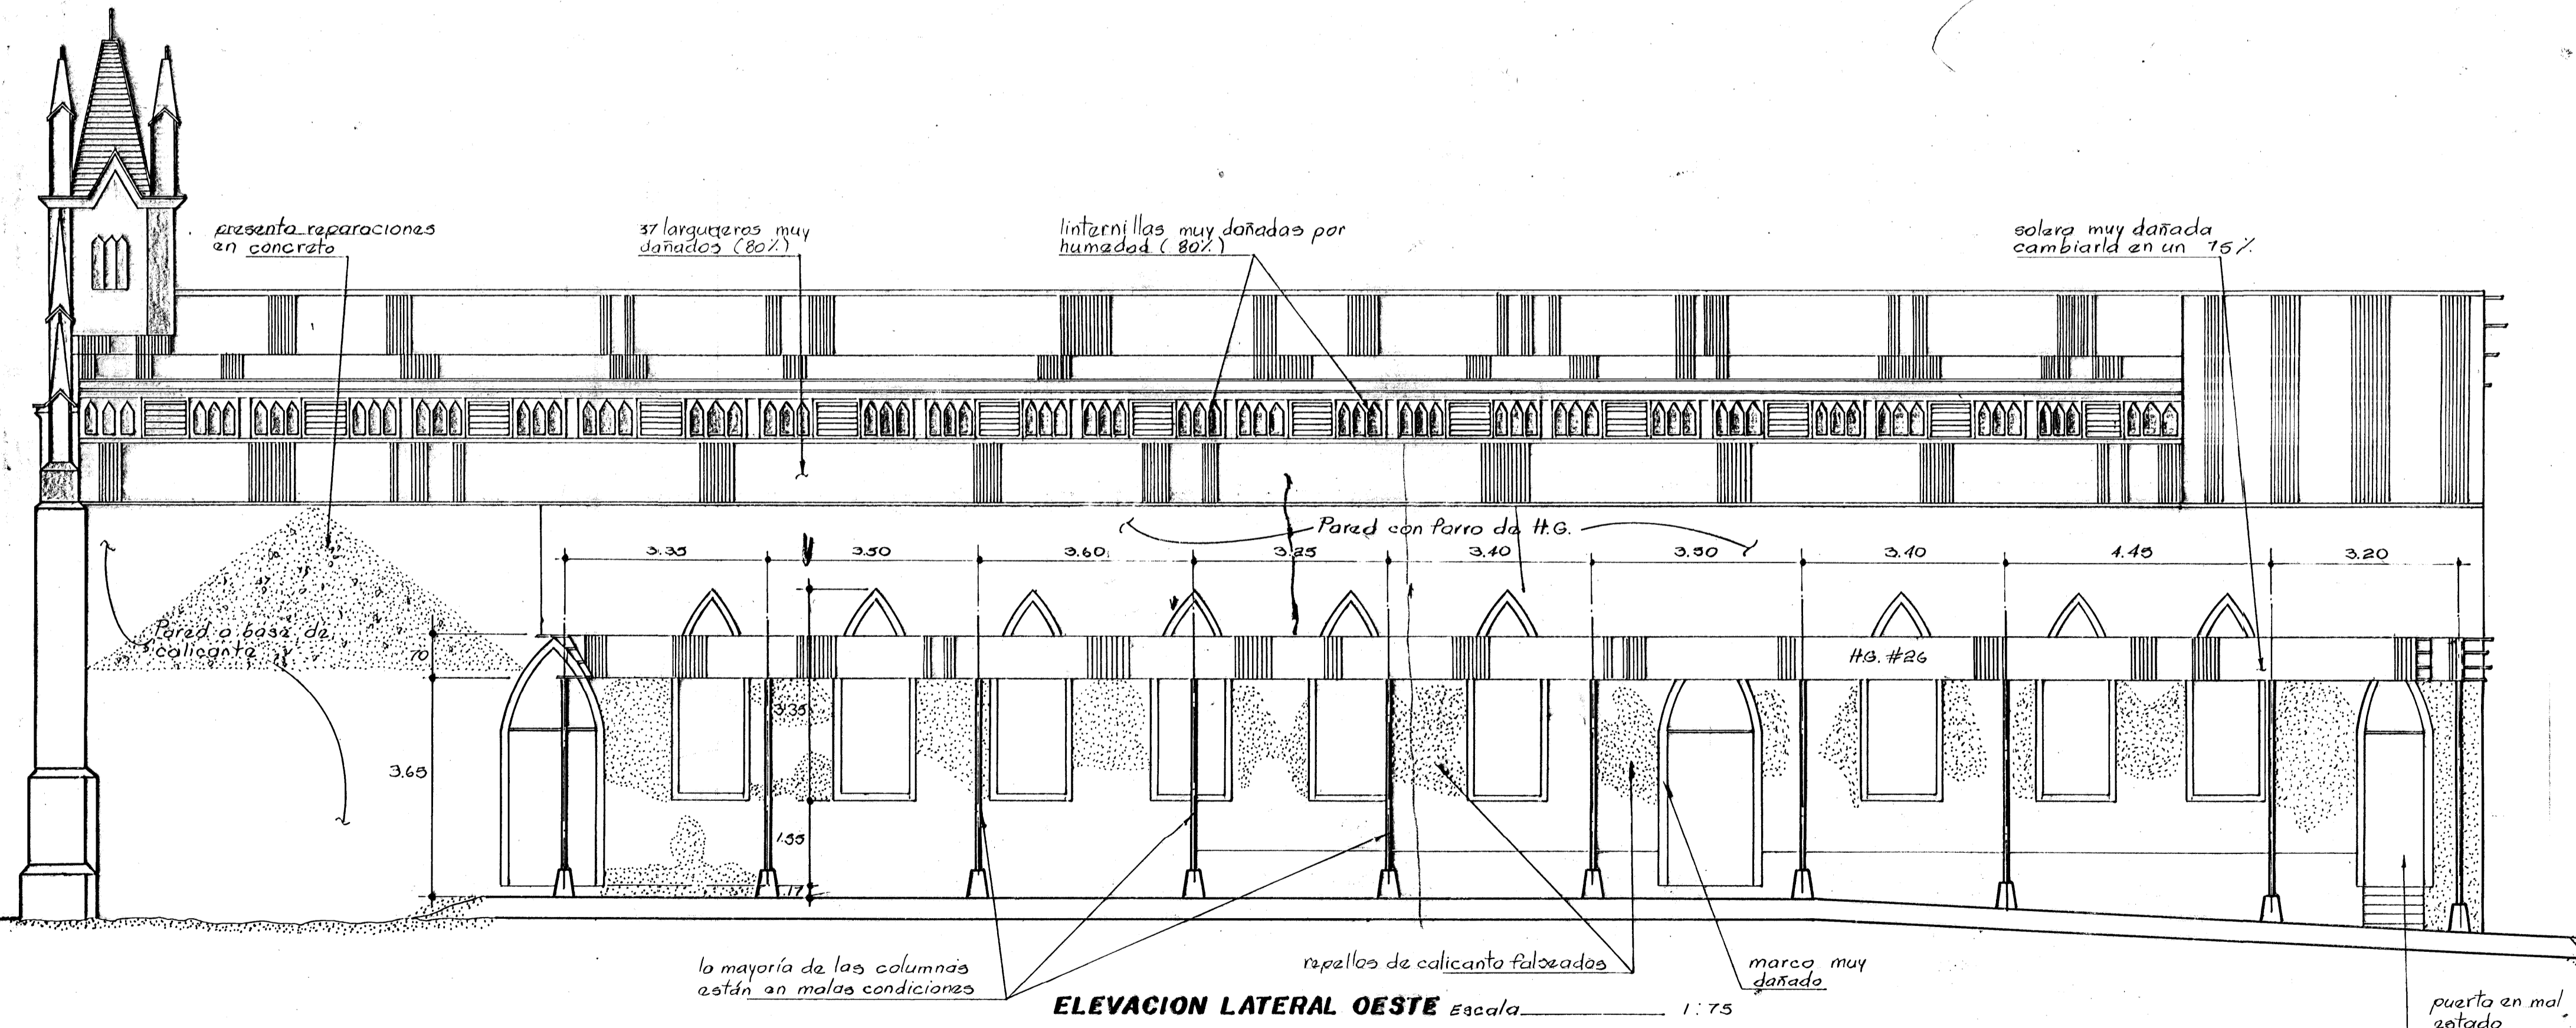 presenta reparaciones
en concreto
37 largueros muy
dañados (80%)
linternillas muy dañadas por
humedad (80%)
solera muy dañada
cambiarla en un 75%
Pared con forro de H.G.
3.35
3.50
3.60
3.25
3.40
3.50
3.40
4.45
3.20
Pared a base de
calicanto
70
H.G. #26
3.35
3.65
1.55
.17
la mayoría de las columnas
están en malas condiciones
repellos de calicanto falseados
marco muy
dañado
puerta en mal
estado
ELEVACION LATERAL OESTE Escala 1:75